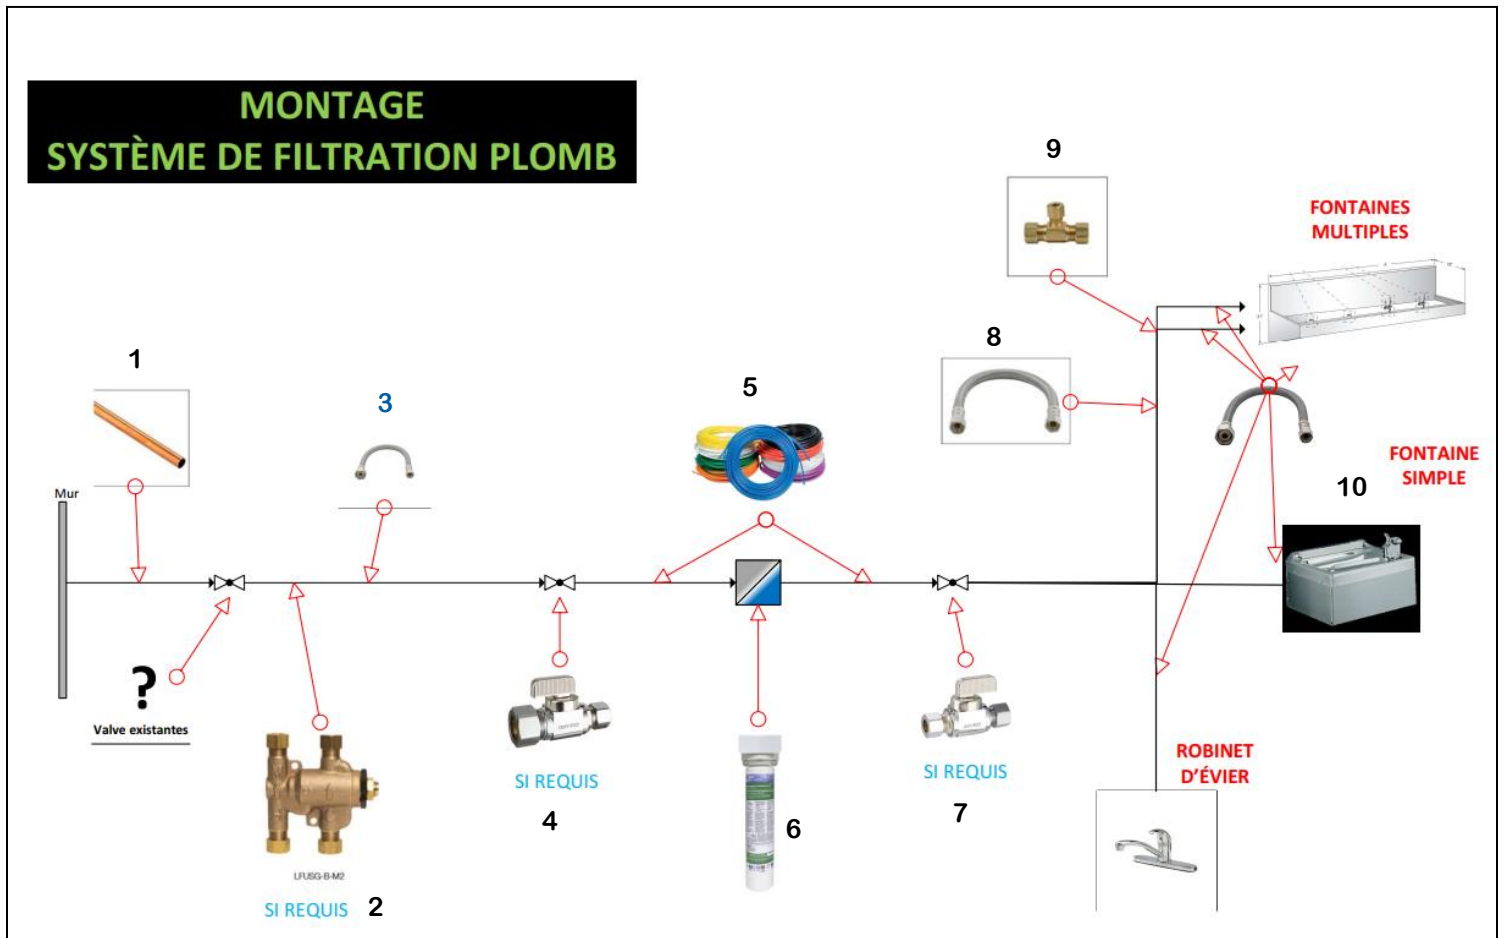 MONTAGE
SYSTÈME DE FILTRATION PLOMB
9
FONTAINES
MULTIPLES
8
1
3
5
FONTAINE
SIMPLE
10
Mur
?
Valve existantes
LFUSG-B-M2
SI REQUIS 2
SI REQUIS
4
6
SI REQUIS
7
ROBINET
D'ÉVIER